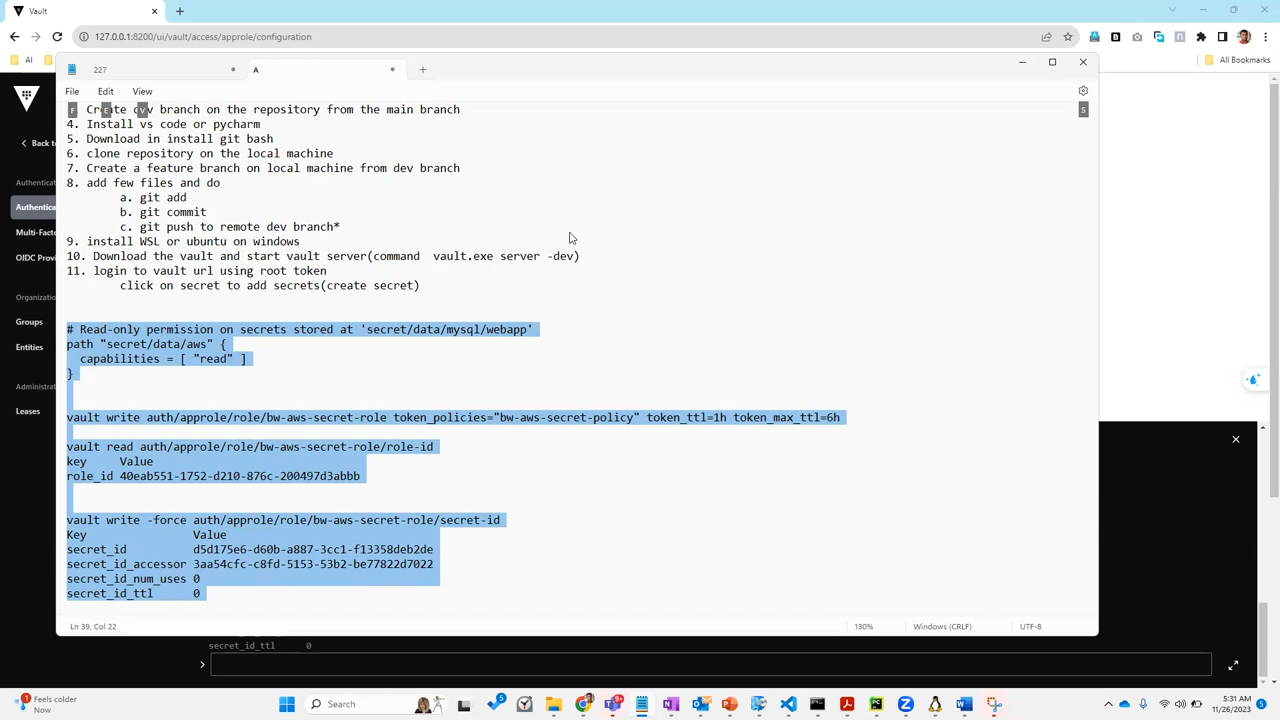 Vault
127.0.0.1:8200/ui/vault/access/approle/configuration
AI
All Bookmarks
227
A
File Edit View
F E V S
Create dev branch on the repository from the main branch
4. Install vs code or pycharm
5. Download in install git bash
6. clone repository on the local machine
7. Create a feature branch on local machine from dev branch
8. add few files and do
a. git add
b. git commit
c. git push to remote dev branch*
9. install WSL or ubuntu on windows
10. Download the vault and start vault server(command vault.exe server -dev)
11. login to vault url using root token
click on secret to add secrets(create secret)
# Read-only permission on secrets stored at 'secret/data/mysql/webapp'
path "secret/data/aws" {
capabilities = [ "read" ]
}
vault write auth/approle/role/bw-aws-secret-role token_policies="bw-aws-secret-policy" token_ttl=1h token_max_ttl=6h
vault read auth/approle/role/bw-aws-secret-role/role-id
key Value
role_id 40eab551-1752-d210-876c-200497d3abbb
vault write -force auth/approle/role/bw-aws-secret-role/secret-id
Key Value
secret_id d5d175e6-d60b-a887-3cc1-f13358deb2de
secret_id_accessor 3aa54cfc-c8fd-5153-53b2-be77822d7022
secret_id_num_uses 0
secret_id_ttl 0
Ln 39, Col 22
130%
Windows (CRLF)
UTF-8
Back to
Authentica
Authentica
Multi-Facto
OIDC Provi
Organizatio
Groups
Entities
Administrat
Leases
secret_id_ttl 0
Feels colder
Now
Search
5:31 AM
11/26/2023